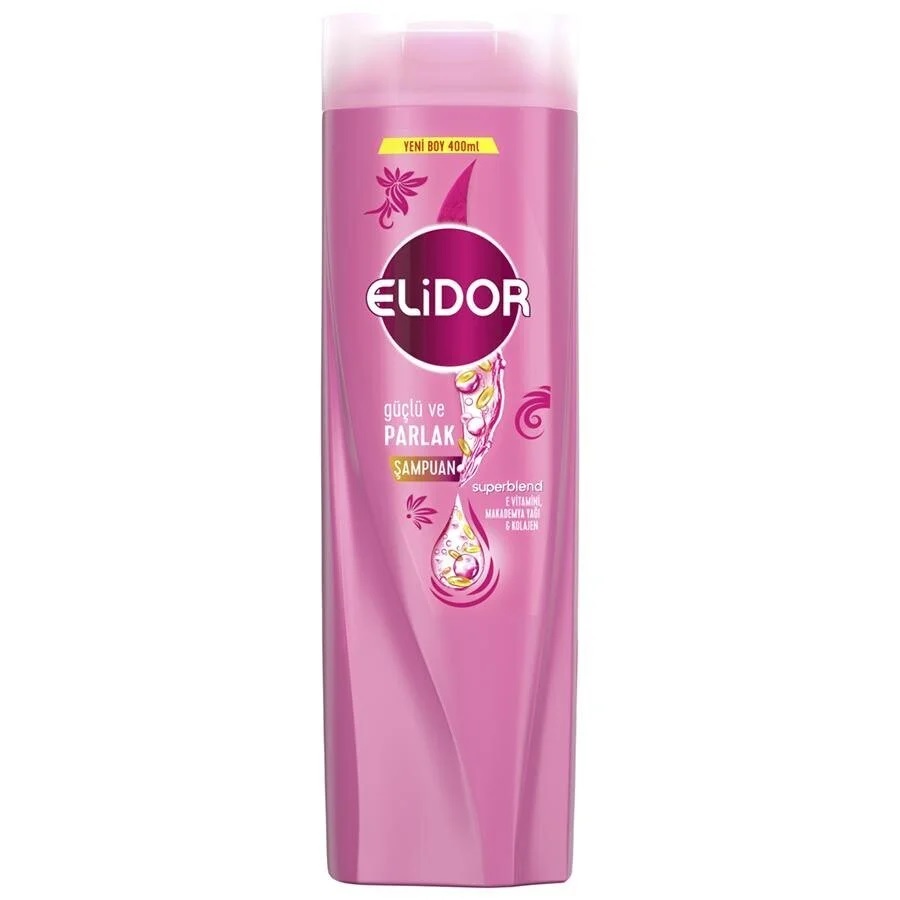 YENİ BOY 400ml
ELiDOR
güçlü ve
PARLAK
ŞAMPUAN
superblend
E VİTAMİNİ,
MAKADEMYA YAĞI
& KOLAJEN